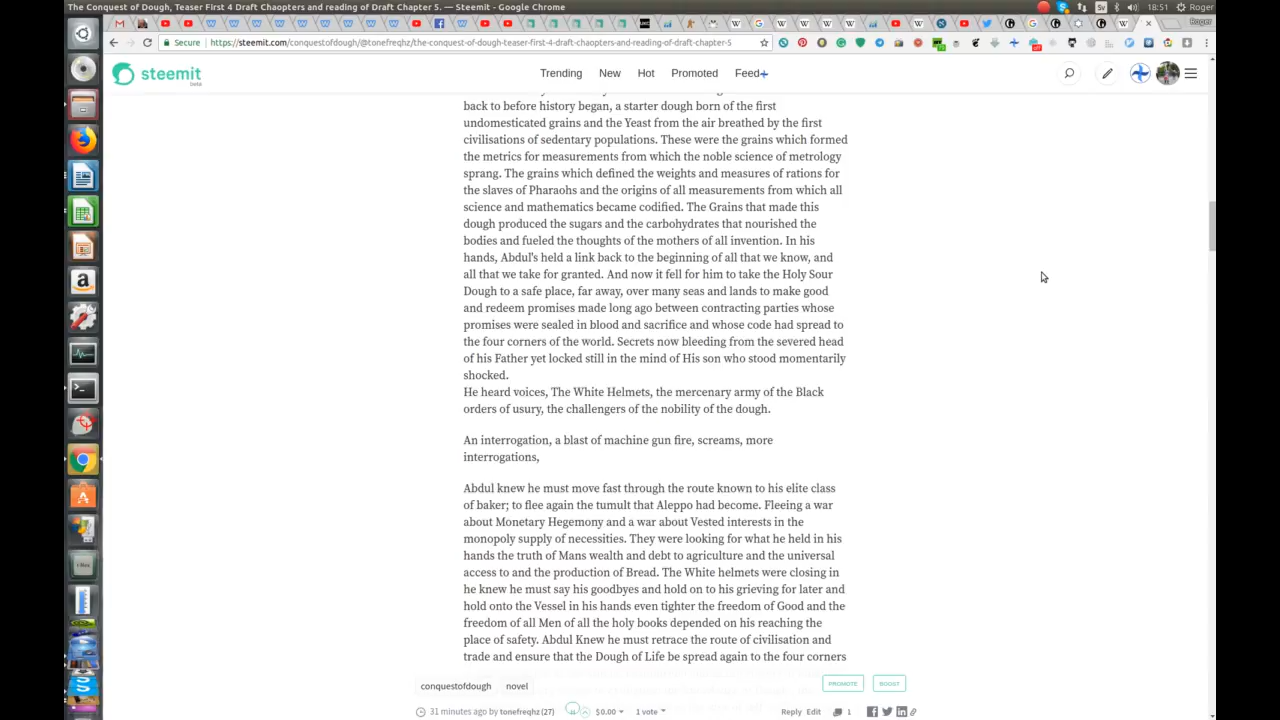 The Conquest of Dough, Teaser First 4 Draft Chaopters and reading of Draft Chapter 5. — Steemit - Google Chrome
Sv
18:51
Roger
Roger
Secure
https://steemit.com/conquestofdough/@tonefreqhz/the-conquest-of-dough-teaser-first-4-draft-chaopters-and-reading-of-draft-chapter-5
steemit
Beta
Trending
New
Hot
Promoted
Feed
back to before history began, a starter dough born of the first
undomesticated grains and the Yeast from the air breathed by the first
civilisations of sedentary populations. These were the grains which formed
the metrics for measurements from which the noble science of metrology
sprang. The grains which defined the weights and measures of rations for
the slaves of Pharaohs and the origins of all measurements from which all
science and mathematics became codified. The Grains that made this
dough produced the sugars and the carbohydrates that nourished the
bodies and fueled the thoughts of the mothers of all invention. In his
hands, Abdul's held a link back to the beginning of all that we know, and
all that we take for granted. And now it fell for him to take the Holy Sour
Dough to a safe place, far away, over many seas and lands to make good
and redeem promises made long ago between contracting parties whose
promises were sealed in blood and sacrifice and whose code had spread to
the four corners of the world. Secrets now bleeding from the severed head
of his Father yet locked still in the mind of His son who stood momentarily
shocked.
He heard voices, The White Helmets, the mercenary army of the Black
orders of usury, the challengers of the nobility of the dough.
An interrogation, a blast of machine gun fire, screams, more
interrogations,
Abdul knew he must move fast through the route known to his elite class
of baker; to flee again the tumult that Aleppo had become. Fleeing a war
about Monetary Hegemony and a war about Vested interests in the
monopoly supply of necessities. They were looking for what he held in his
hands the truth of Mans wealth and debt to agriculture and the universal
access to and the production of Bread. The White helmets were closing in
he knew he must say his goodbyes and hold on to his grieving for later and
hold onto the Vessel in his hands even tighter the freedom of Good and the
freedom of all Men of all the holy books depended on his reaching the
place of safety. Abdul Knew he must retrace the route of civilisation and
trade and ensure that the Dough of Life be spread again to the four corners
conquestofdough
novel
PROMOTE
BOOST
31 minutes ago by tonefreqhz (27)
$0.00
1 vote
Reply
Edit
1